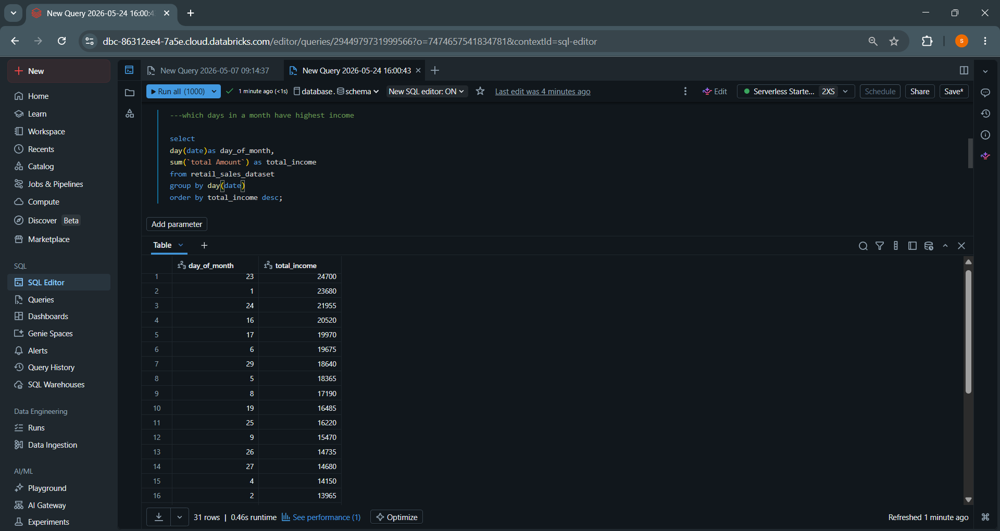 New Query 2026-05-24 16:00:4
dbc-86312ee4-7a5e.cloud.databricks.com/editor/queries/2944979731999566?o=7474657541834781&contextId=sql-editor
S
New
Home
Learn
Workspace
Recents
Catalog
Jobs & Pipelines
Compute
Discover Beta
Marketplace
SQL
SQL Editor
Queries
Dashboards
Genie Spaces
Alerts
Query History
SQL Warehouses
Data Engineering
Runs
Data Ingestion
AI/ML
Playground
AI Gateway
Experiments
New Query 2026-05-07 09:14:37
New Query 2026-05-24 16:00:43
Run all (1000) 1 minute ago (<1s) database. schema New SQL editor: ON Last edit was 4 minutes ago Edit Serverless Starte... 2XS Schedule Share Save*
---which days in a month have highest income
select
day(date)as day_of_month,
sum(`total Amount`) as total_income
from retail_sales_dataset
group by day(date)
order by total_income desc;
Add parameter
Table
day_of_month total_income
1 23 24700
2 1 23680
3 24 21955
4 16 20520
5 17 19970
6 6 19675
7 29 18640
8 5 18365
9 8 17190
10 19 16485
11 25 16220
12 9 15470
13 26 14735
14 27 14680
15 4 14150
16 2 13965
31 rows | 0.46s runtime See performance (1) Optimize
Refreshed 1 minute ago